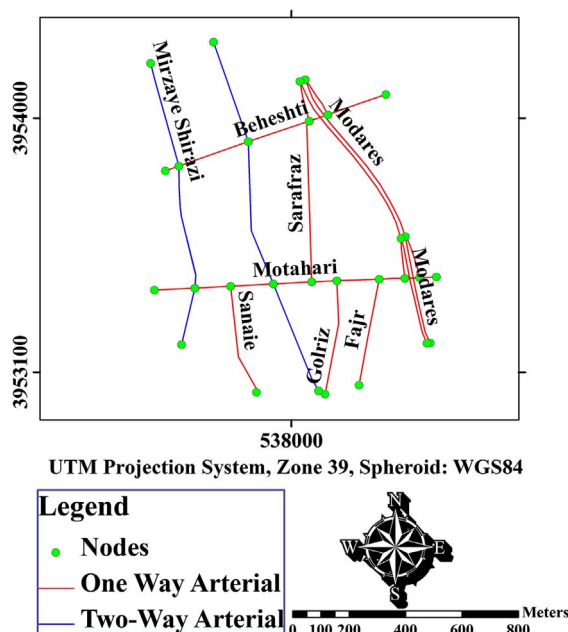 Mirzaye Shirazi
Beheshti
Modares
3954000
Sarafraz
Motahari
Modares
Sanaie
Golriz
Fajr
3953100
538000
UTM Projection System, Zone 39, Spheroid: WGS84
Legend
Nodes
One Way Arterial
Two-Way Arterial
N
W E
S
Meters
0 100 200 400 600 800